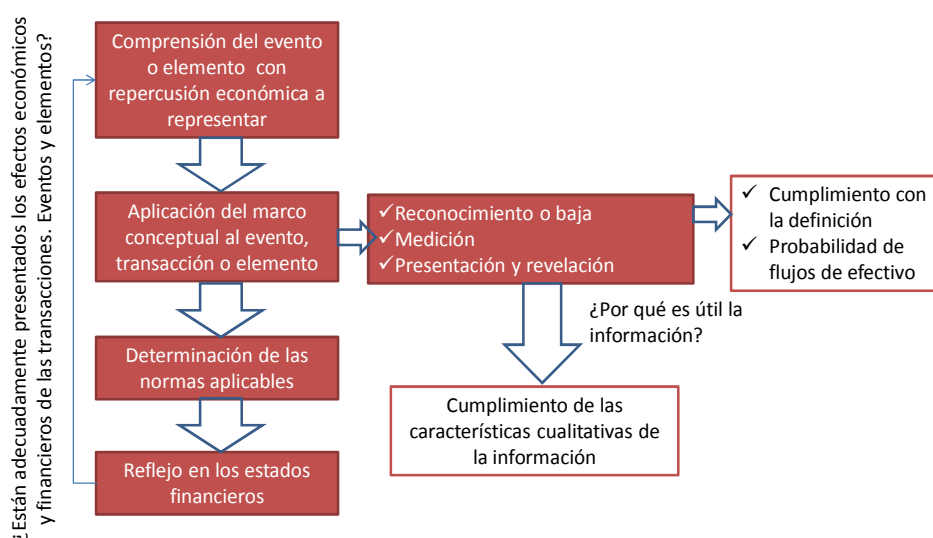 ¿Están adecuadamente presentados los efectos económicos
y financieros de las transacciones. Eventos y elementos?
Comprensión del evento
o elemento con
repercusión económica a
representar
Aplicación del marco
conceptual al evento,
transacción o elemento
✓Reconocimiento o baja
✓Medición
✓Presentación y revelación
✓ Cumplimiento con
la definición
✓ Probabilidad de
flujos de efectivo
¿Por qué es útil la
información?
Determinación de las
normas aplicables
Cumplimiento de las
características cualitativas de
la información
Reflejo en los estados
financieros